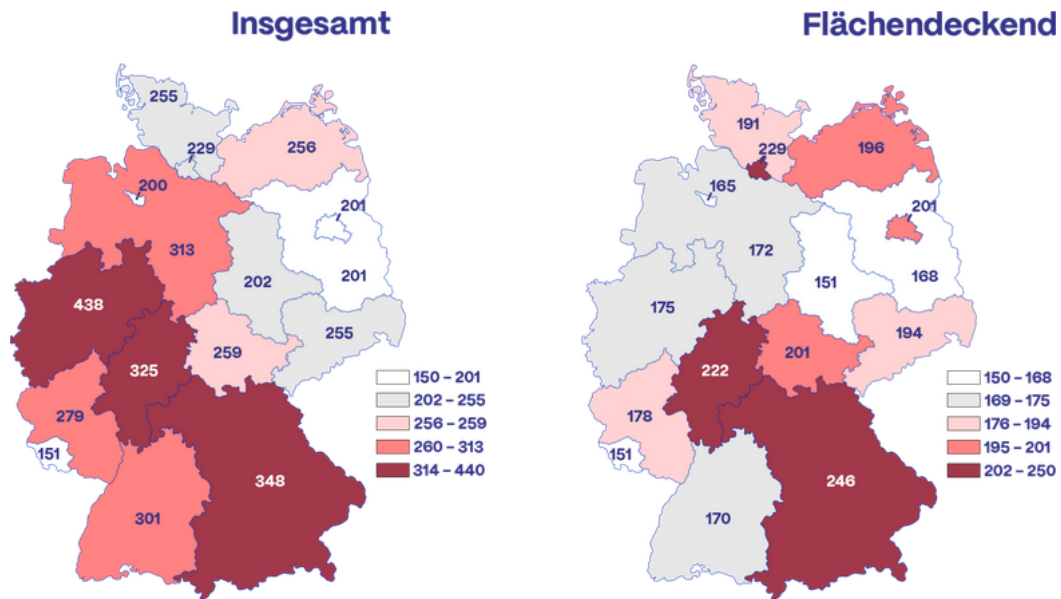 Insgesamt
255
229
256
200
201
313
202
201
438
255
325
259
279
151
348
301
150 – 201
202 – 255
256 – 259
260 – 313
314 – 440
Flächendeckend
191
229
196
165
201
172
151
168
175
194
201
222
178
151
246
170
150 – 168
169 – 175
176 – 194
195 – 201
202 – 250